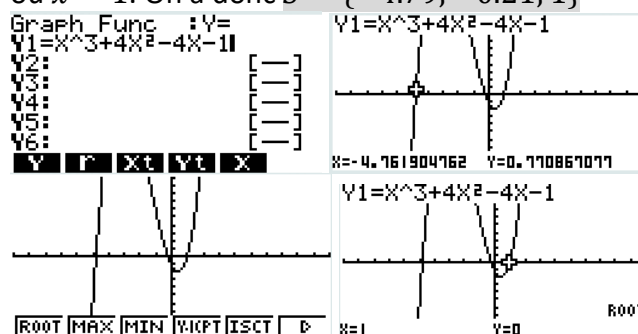 Graph Func :Y=
Y1=X^3+4X²-4X-1
Y2: [—]
Y3: [—]
Y4: [—]
Y5: [—]
Y6: [—]
Y r Xt Yt X
Y1=X^3+4X²-4X-1
X=-4.761904762 Y=0.770867077
ROOT MAX MIN Y-ICPT ISCT ▷
Y1=X^3+4X²-4X-1
ROOT
X=1 Y=0